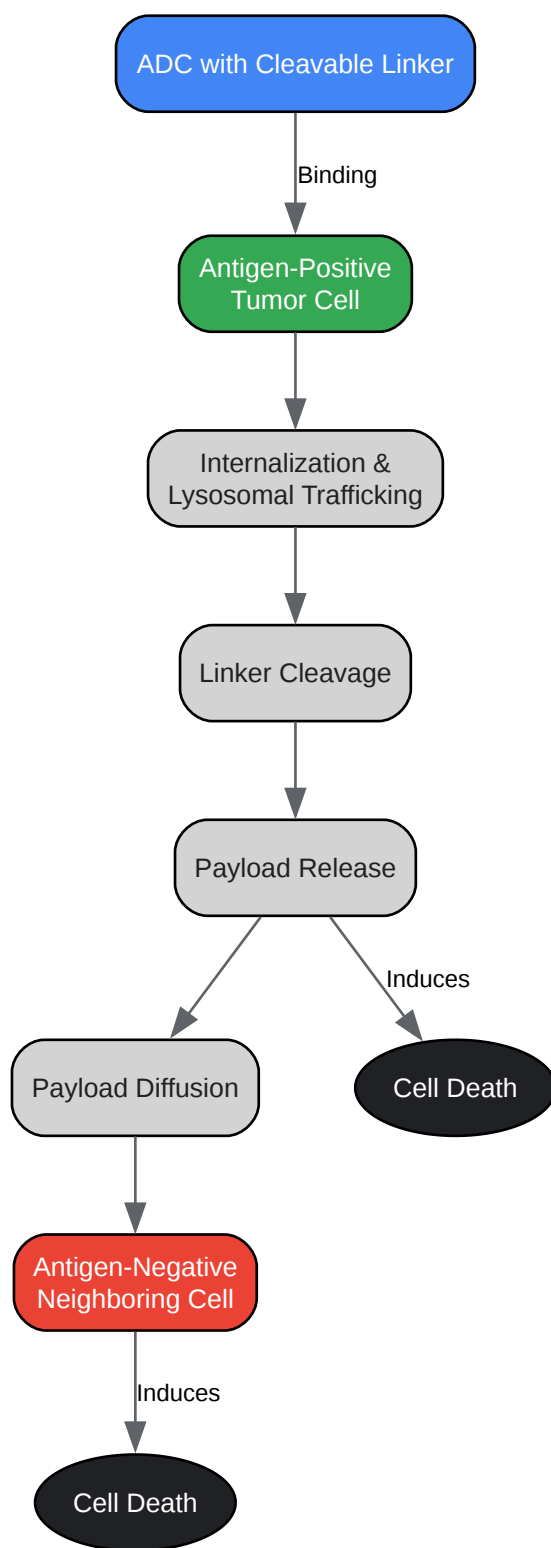 ADC with Cleavable Linker
Binding
Antigen-Positive
Tumor Cell
Internalization &
Lysosomal Trafficking
Linker Cleavage
Payload Release
Induces
Payload Diffusion
Cell Death
Antigen-Negative
Neighboring Cell
Induces
Cell Death